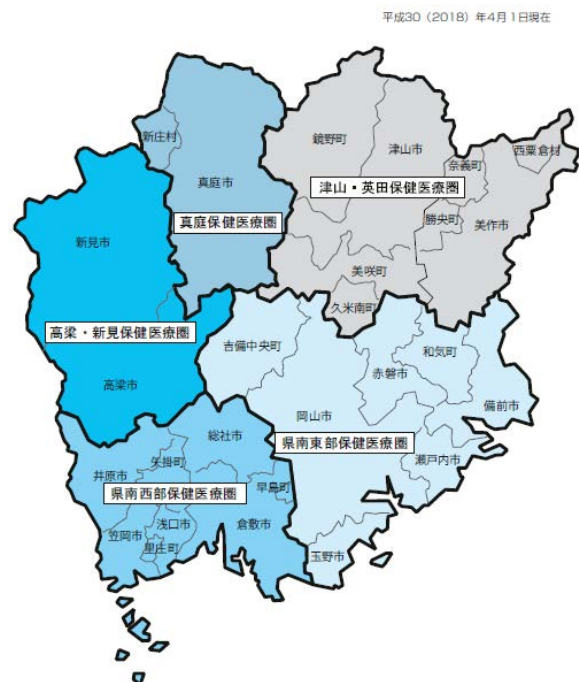 平成30（2018）年4月1日現在
新庄村
真庭市
真庭保健医療圏
鏡野町
津山市
奈義町
西粟倉村
津山・英田保健医療圏
勝央町
美作市
美咲町
久米南町
新見市
高梁・新見保健医療圏
高梁市
吉備中央町
和気町
赤磐市
備前市
岡山市
県南東部保健医療圏
瀬戸内市
玉野市
総社市
矢掛町
井原市
県南西部保健医療圏
早島町
浅口市
倉敷市
笠岡市
里庄町